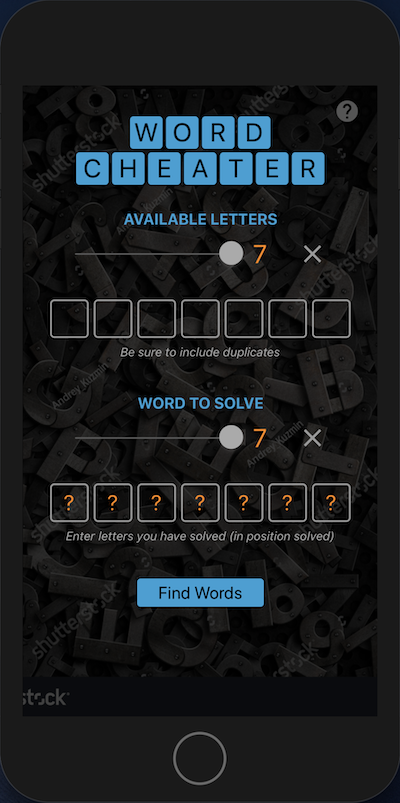 ?
WORD
CHEATER
AVAILABLE LETTERS
7 ×
Be sure to include duplicates
WORD TO SOLVE
7 ×
? ? ? ? ? ? ?
Enter letters you have solved (in position solved)
Find Words
shutterstock
Andrey Kuzmin
Andrey Kuzmin
shutterstock
stock